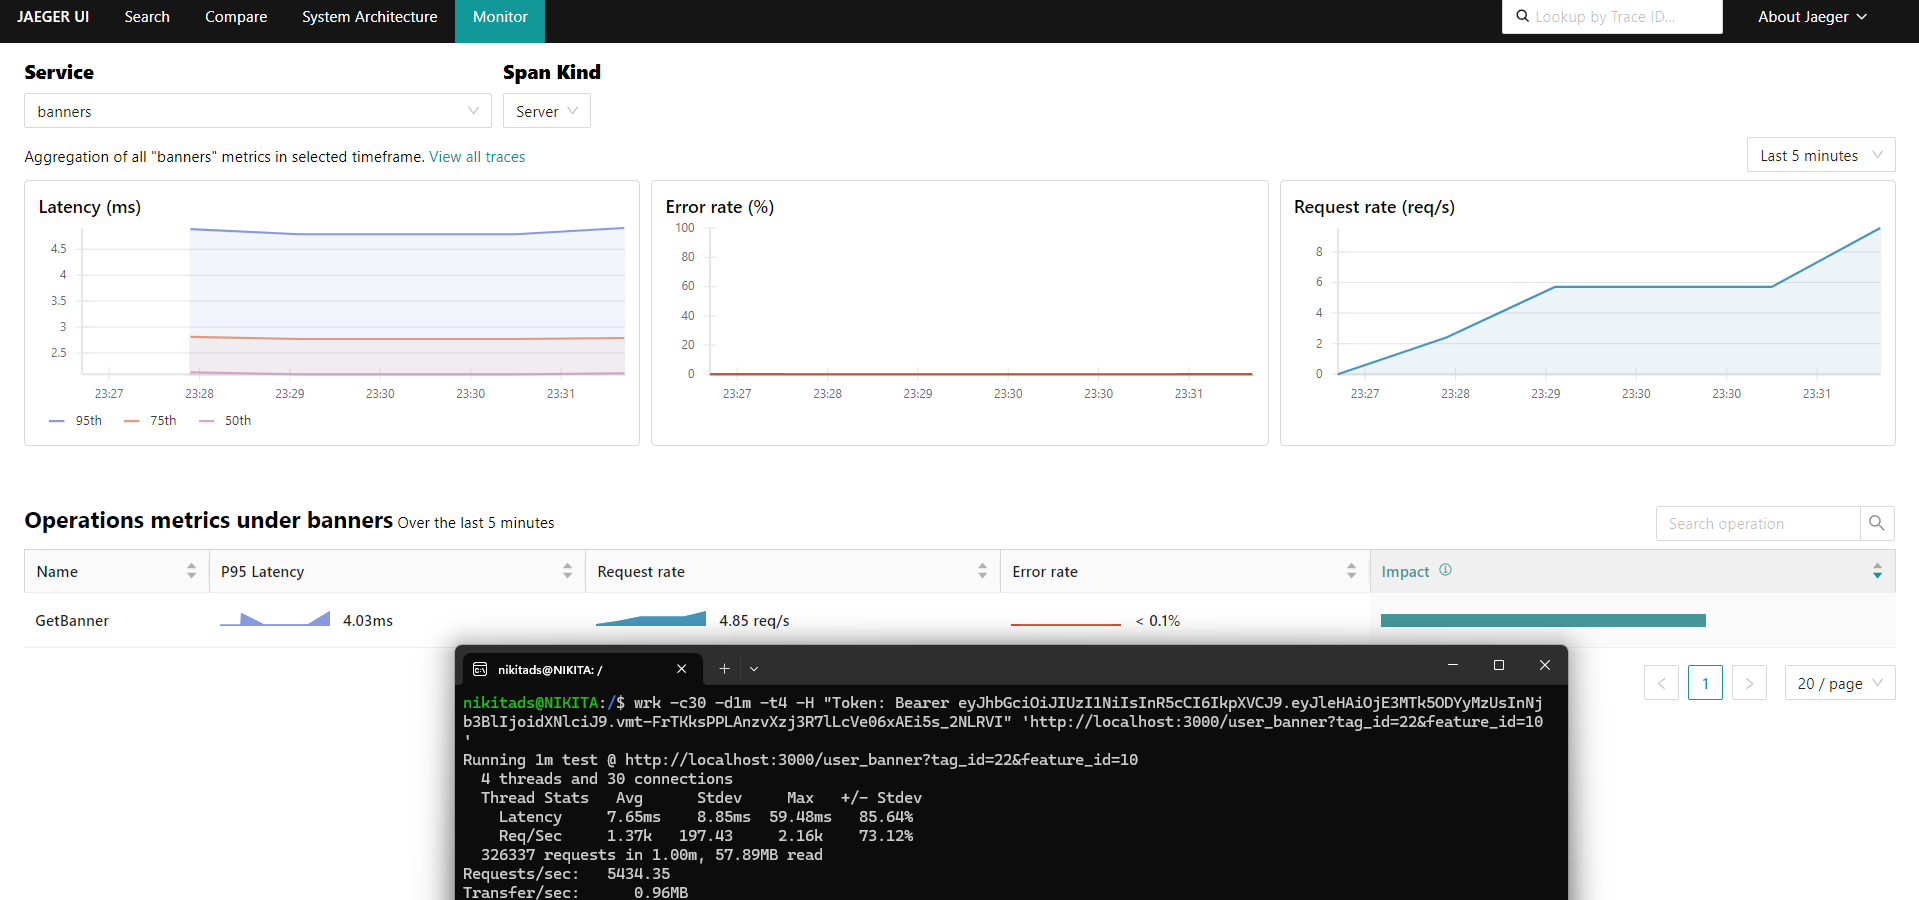 JAEGER UI Search Compare System Architecture Monitor Lookup by Trace ID... About Jaeger
Service Span Kind
banners Server
Aggregation of all "banners" metrics in selected timeframe. View all traces Last 5 minutes
Latency (ms)
4.5
4
3.5
3
2.5
23:27 23:28 23:29 23:30 23:30 23:31
95th 75th 50th
Error rate (%)
100
80
60
40
20
0
23:27 23:28 23:29 23:30 23:30 23:31
Request rate (req/s)
8
6
4
2
0
23:27 23:28 23:29 23:30 23:30 23:31
Operations metrics under banners Over the last 5 minutes Search operation
Name P95 Latency Request rate Error rate Impact
GetBanner 4.03ms 4.85 req/s < 0.1%
1 20 / page
nikitads@NIKITA: /
nikitads@NIKITA:/$ wrk -c30 -d1m -t4 -H "Token: Bearer eyJhbGciOiJIUzI1NiIsInR5cCI6IkpXVCJ9.eyJleHAiOjE3MTk5ODYyMzUsInNj
b3BlIjoidXNlciJ9.vmt-FrTKksPPLAnzvXzj3R7lLcVe06xAEi5s_2NLRVI" 'http://localhost:3000/user_banner?tag_id=22&feature_id=10
'
Running 1m test @ http://localhost:3000/user_banner?tag_id=22&feature_id=10
4 threads and 30 connections
Thread Stats Avg Stdev Max +/- Stdev
Latency 7.65ms 8.85ms 59.48ms 85.64%
Req/Sec 1.37k 197.43 2.16k 73.12%
326337 requests in 1.00m, 57.89MB read
Requests/sec: 5434.35
Transfer/sec: 0.96MB